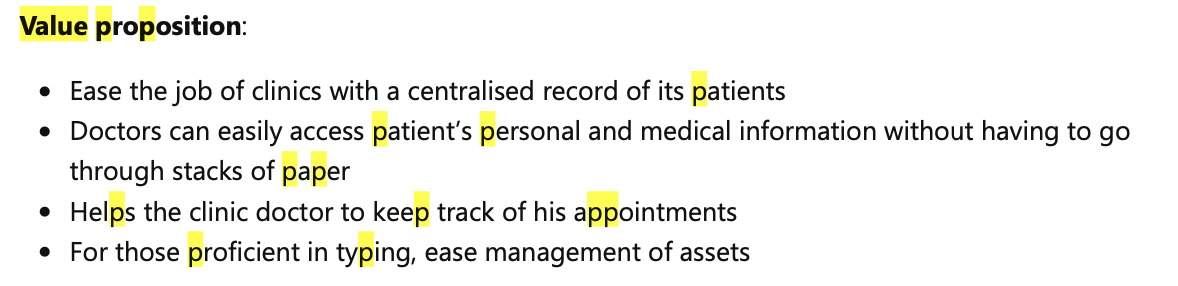 Value proposition:
Ease the job of clinics with a centralised record of its patients
Doctors can easily access patient’s personal and medical information without having to go
through stacks of paper
Helps the clinic doctor to keep track of his appointments
For those proficient in typing, ease management of assets